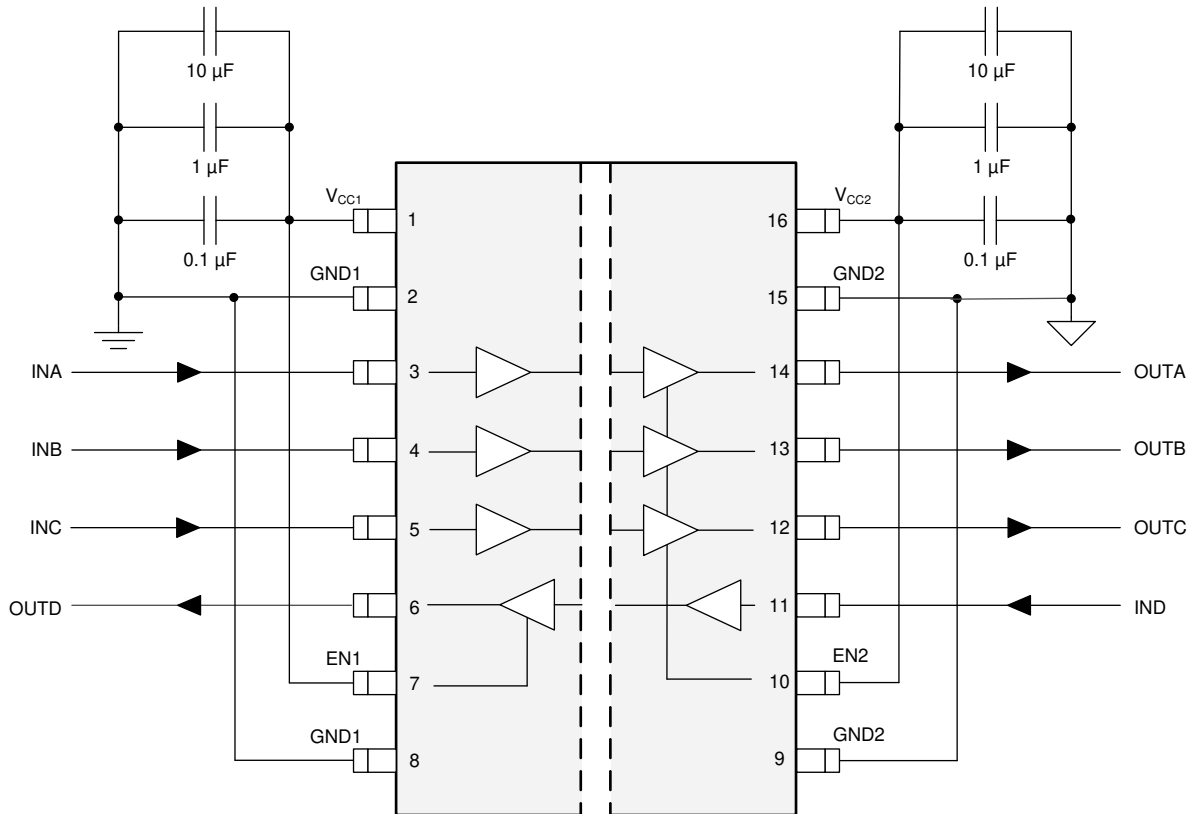 10 µF
10 µF
1 µF
1 µF
VCC1
1
16
VCC2
0.1 µF
0.1 µF
GND1
2
15
GND2
INA
3
14
OUTA
INB
4
13
OUTB
INC
5
12
OUTC
OUTD
6
11
IND
EN1
7
10
EN2
GND1
8
9
GND2